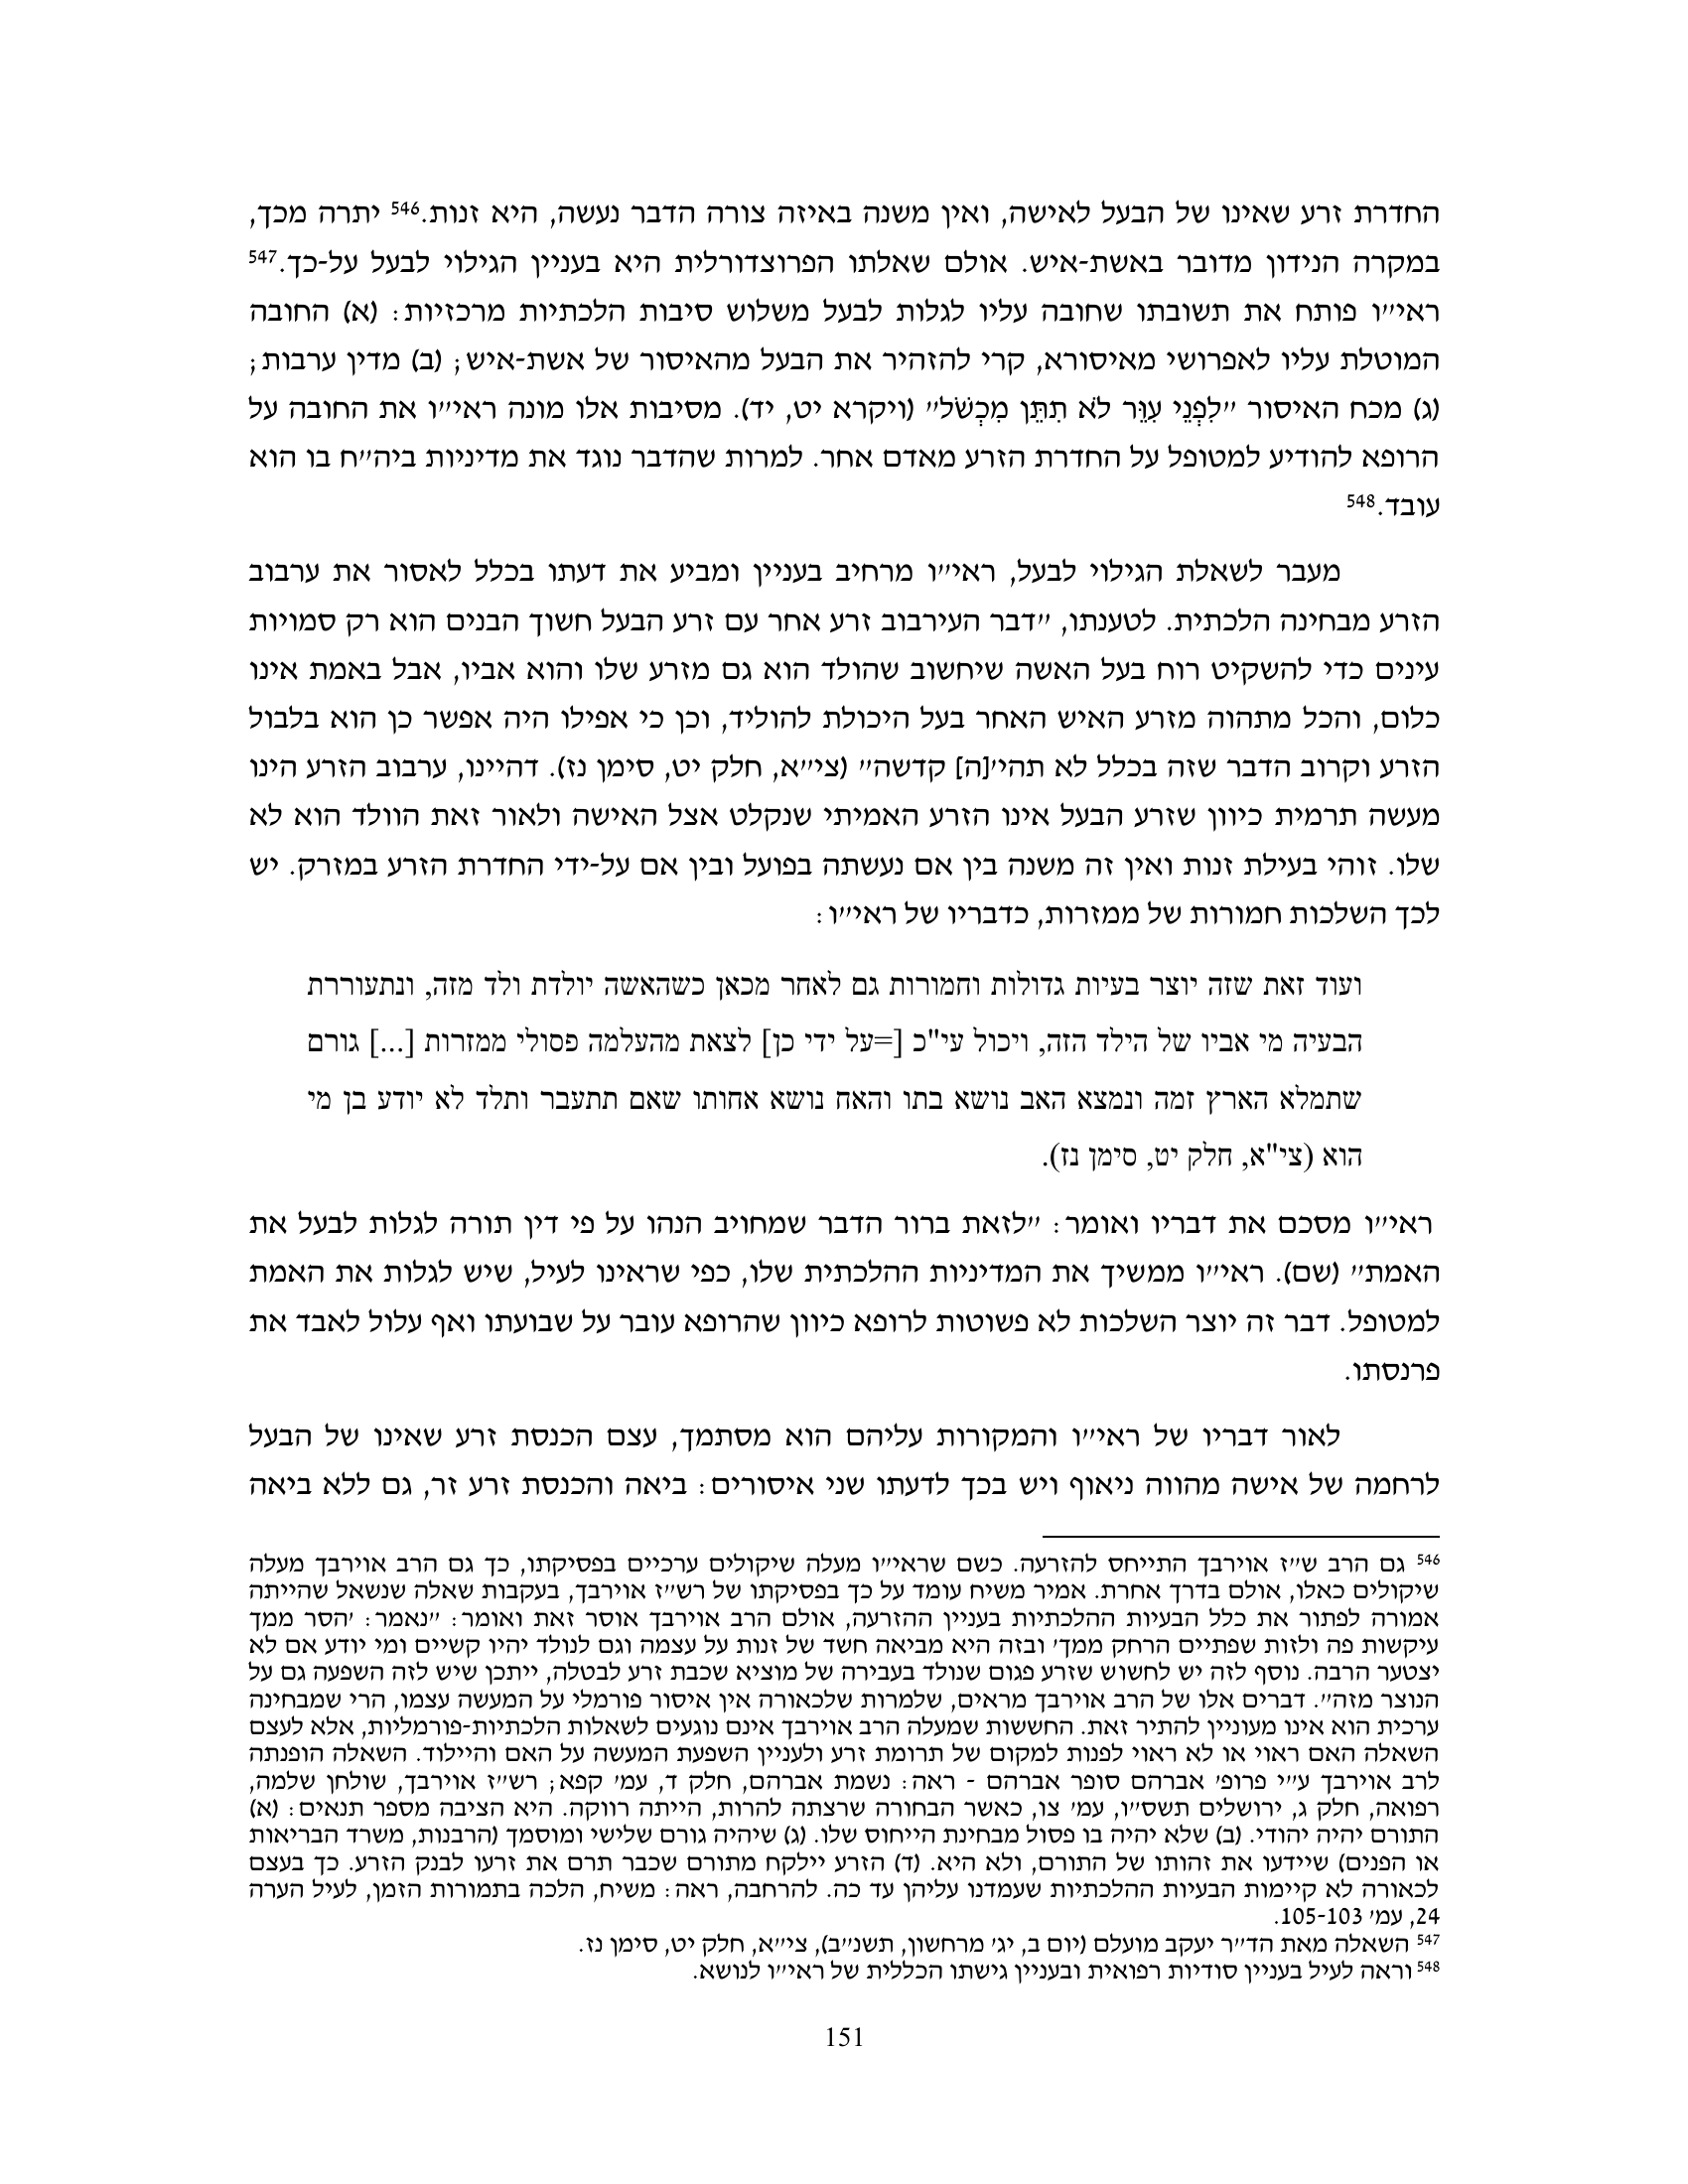 החדרת זרע שאינו של הבעל לאישה, ואין משנה באיזה צורה הדבר נעשה, היא זנות.546 יתרה מכך,
במקרה הנידון מדובר באשת-איש. אולם שאלתו הפרוצדורלית היא בעניין הגילוי לבעל על-כך.547
ראי״ו פותח את תשובתו שחובה עליו לגלות לבעל משלוש סיבות הלכתיות מרכזיות: (א) החובה
המוטלת עליו לאפרושי מאיסורא, קרי להזהיר את הבעל מהאיסור של אשת-איש; (ב) מדין ערבות;
(ג) מכח האיסור ״לִפְנֵי עִוֵּר לֹא תִתֵּן מִכְשֹׁל״ (ויקרא יט, יד). מסיבות אלו מונה ראי״ו את החובה על
הרופא להודיע למטופל על החדרת הזרע מאדם אחר. למרות שהדבר נוגד את מדיניות ביה״ח בו הוא
עובד.548
מעבר לשאלת הגילוי לבעל, ראי״ו מרחיב בעניין ומביע את דעתו בכלל לאסור את ערבוב
הזרע מבחינה הלכתית. לטענתו, ״דבר העירבוב זרע אחר עם זרע הבעל חשוך הבנים הוא רק סמויות
עינים כדי להשקיט רוח בעל האשה שיחשוב שהולד הוא גם מזרע שלו והוא אביו, אבל באמת אינו
כלום, והכל מתהוה מזרע האיש האחר בעל היכולת להוליד, וכן כי אפילו היה אפשר כן הוא בלבול
הזרע וקרוב הדבר שזה בכלל לא תהי׳[ה] קדשה״ (צי״א, חלק יט, סימן נז). דהיינו, ערבוב הזרע הינו
מעשה תרמית כיוון שזרע הבעל אינו הזרע האמיתי שנקלט אצל האישה ולאור זאת הוולד הוא לא
שלו. זוהי בעילת זנות ואין זה משנה בין אם נעשתה בפועל ובין אם על-ידי החדרת הזרע במזרק. יש
לכך השלכות חמורות של ממזרות, כדבריו של ראי״ו:
ועוד זאת שזה יוצר בעיות גדולות וחמורות גם לאחר מכאן כשהאשה יולדת ולד מזה, ונתעוררת
הבעיה מי אביו של הילד הזה, ויכול עי"כ [=על ידי כן] לצאת מהעלמה פסולי ממזרות [...] גורם
שתמלא הארץ זמה ונמצא האב נושא בתו והאח נושא אחותו שאם תתעבר ותלד לא יודע בן מי
הוא (צי"א, חלק יט, סימן נז).
ראי״ו מסכם את דבריו ואומר: ״לזאת ברור הדבר שמחויב הנהו על פי דין תורה לגלות לבעל את
האמת״ (שם). ראי״ו ממשיך את המדיניות ההלכתית שלו, כפי שראינו לעיל, שיש לגלות את האמת
למטופל. דבר זה יוצר השלכות לא פשוטות לרופא כיוון שהרופא עובר על שבועתו ואף עלול לאבד את
פרנסתו.
לאור דבריו של ראי״ו והמקורות עליהם הוא מסתמך, עצם הכנסת זרע שאינו של הבעל
לרחמה של אישה מהווה ניאוף ויש בכך לדעתו שני איסורים: ביאה והכנסת זרע זר, גם ללא ביאה
546 גם הרב ש״ז אוירבך התייחס להזרעה. כשם שראי״ו מעלה שיקולים ערכיים בפסיקתו, כך גם הרב אוירבך מעלה
שיקולים כאלו, אולם בדרך אחרת. אמיר משיח עומד על כך בפסיקתו של רש״ז אוירבך, בעקבות שאלה שנשאל שהייתה
אמורה לפתור את כלל הבעיות ההלכתיות בעניין ההזרעה, אולם הרב אוירבך אוסר זאת ואומר: ״נאמר: ׳הסר ממך
עיקשות פה ולזות שפתיים הרחק ממך׳ ובזה היא מביאה חשד של זנות על עצמה וגם לנולד יהיו קשיים ומי יודע אם לא
יצטער הרבה. נוסף לזה יש לחשוש שזרע פגום שנולד בעבירה של מוציא שכבת זרע לבטלה, ייתכן שיש לזה השפעה גם על
הנוצר מזה״. דברים אלו של הרב אוירבך מראים, שלמרות שלכאורה אין איסור פורמלי על המעשה עצמו, הרי שמבחינה
ערכית הוא אינו מעוניין להתיר זאת. החששות שמעלה הרב אוירבך אינם נוגעים לשאלות הלכתיות-פורמליות, אלא לעצם
השאלה האם ראוי או לא ראוי לפנות למקום של תרומת זרע ולעניין השפעת המעשה על האם והיילוד. השאלה הופנתה
לרב אוירבך ע״י פרופ׳ אברהם סופר אברהם - ראה: נשמת אברהם, חלק ד, עמ׳ קפא; רש״ז אוירבך, שולחן שלמה,
רפואה, חלק ג, ירושלים תשס״ו, עמ׳ צו, כאשר הבחורה שרצתה להרות, הייתה רווקה. היא הציבה מספר תנאים: (א)
התורם יהיה יהודי. (ב) שלא יהיה בו פסול מבחינת הייחוס שלו. (ג) שיהיה גורם שלישי ומוסמך (הרבנות, משרד הבריאות
או הפנים) שיידעו את זהותו של התורם, ולא היא. (ד) הזרע יילקח מתורם שכבר תרם את זרעו לבנק הזרע. כך בעצם
לכאורה לא קיימות הבעיות ההלכתיות שעמדנו עליהן עד כה. להרחבה, ראה: משיח, הלכה בתמורות הזמן, לעיל הערה
24, עמ׳ 105-103.
547 השאלה מאת הד״ר יעקב מועלם (יום ב, יג׳ מרחשון, תשנ״ב), צי״א, חלק יט, סימן נז.
548 וראה לעיל בעניין סודיות רפואית ובעניין גישתו הכללית של ראי״ו לנושא.
151